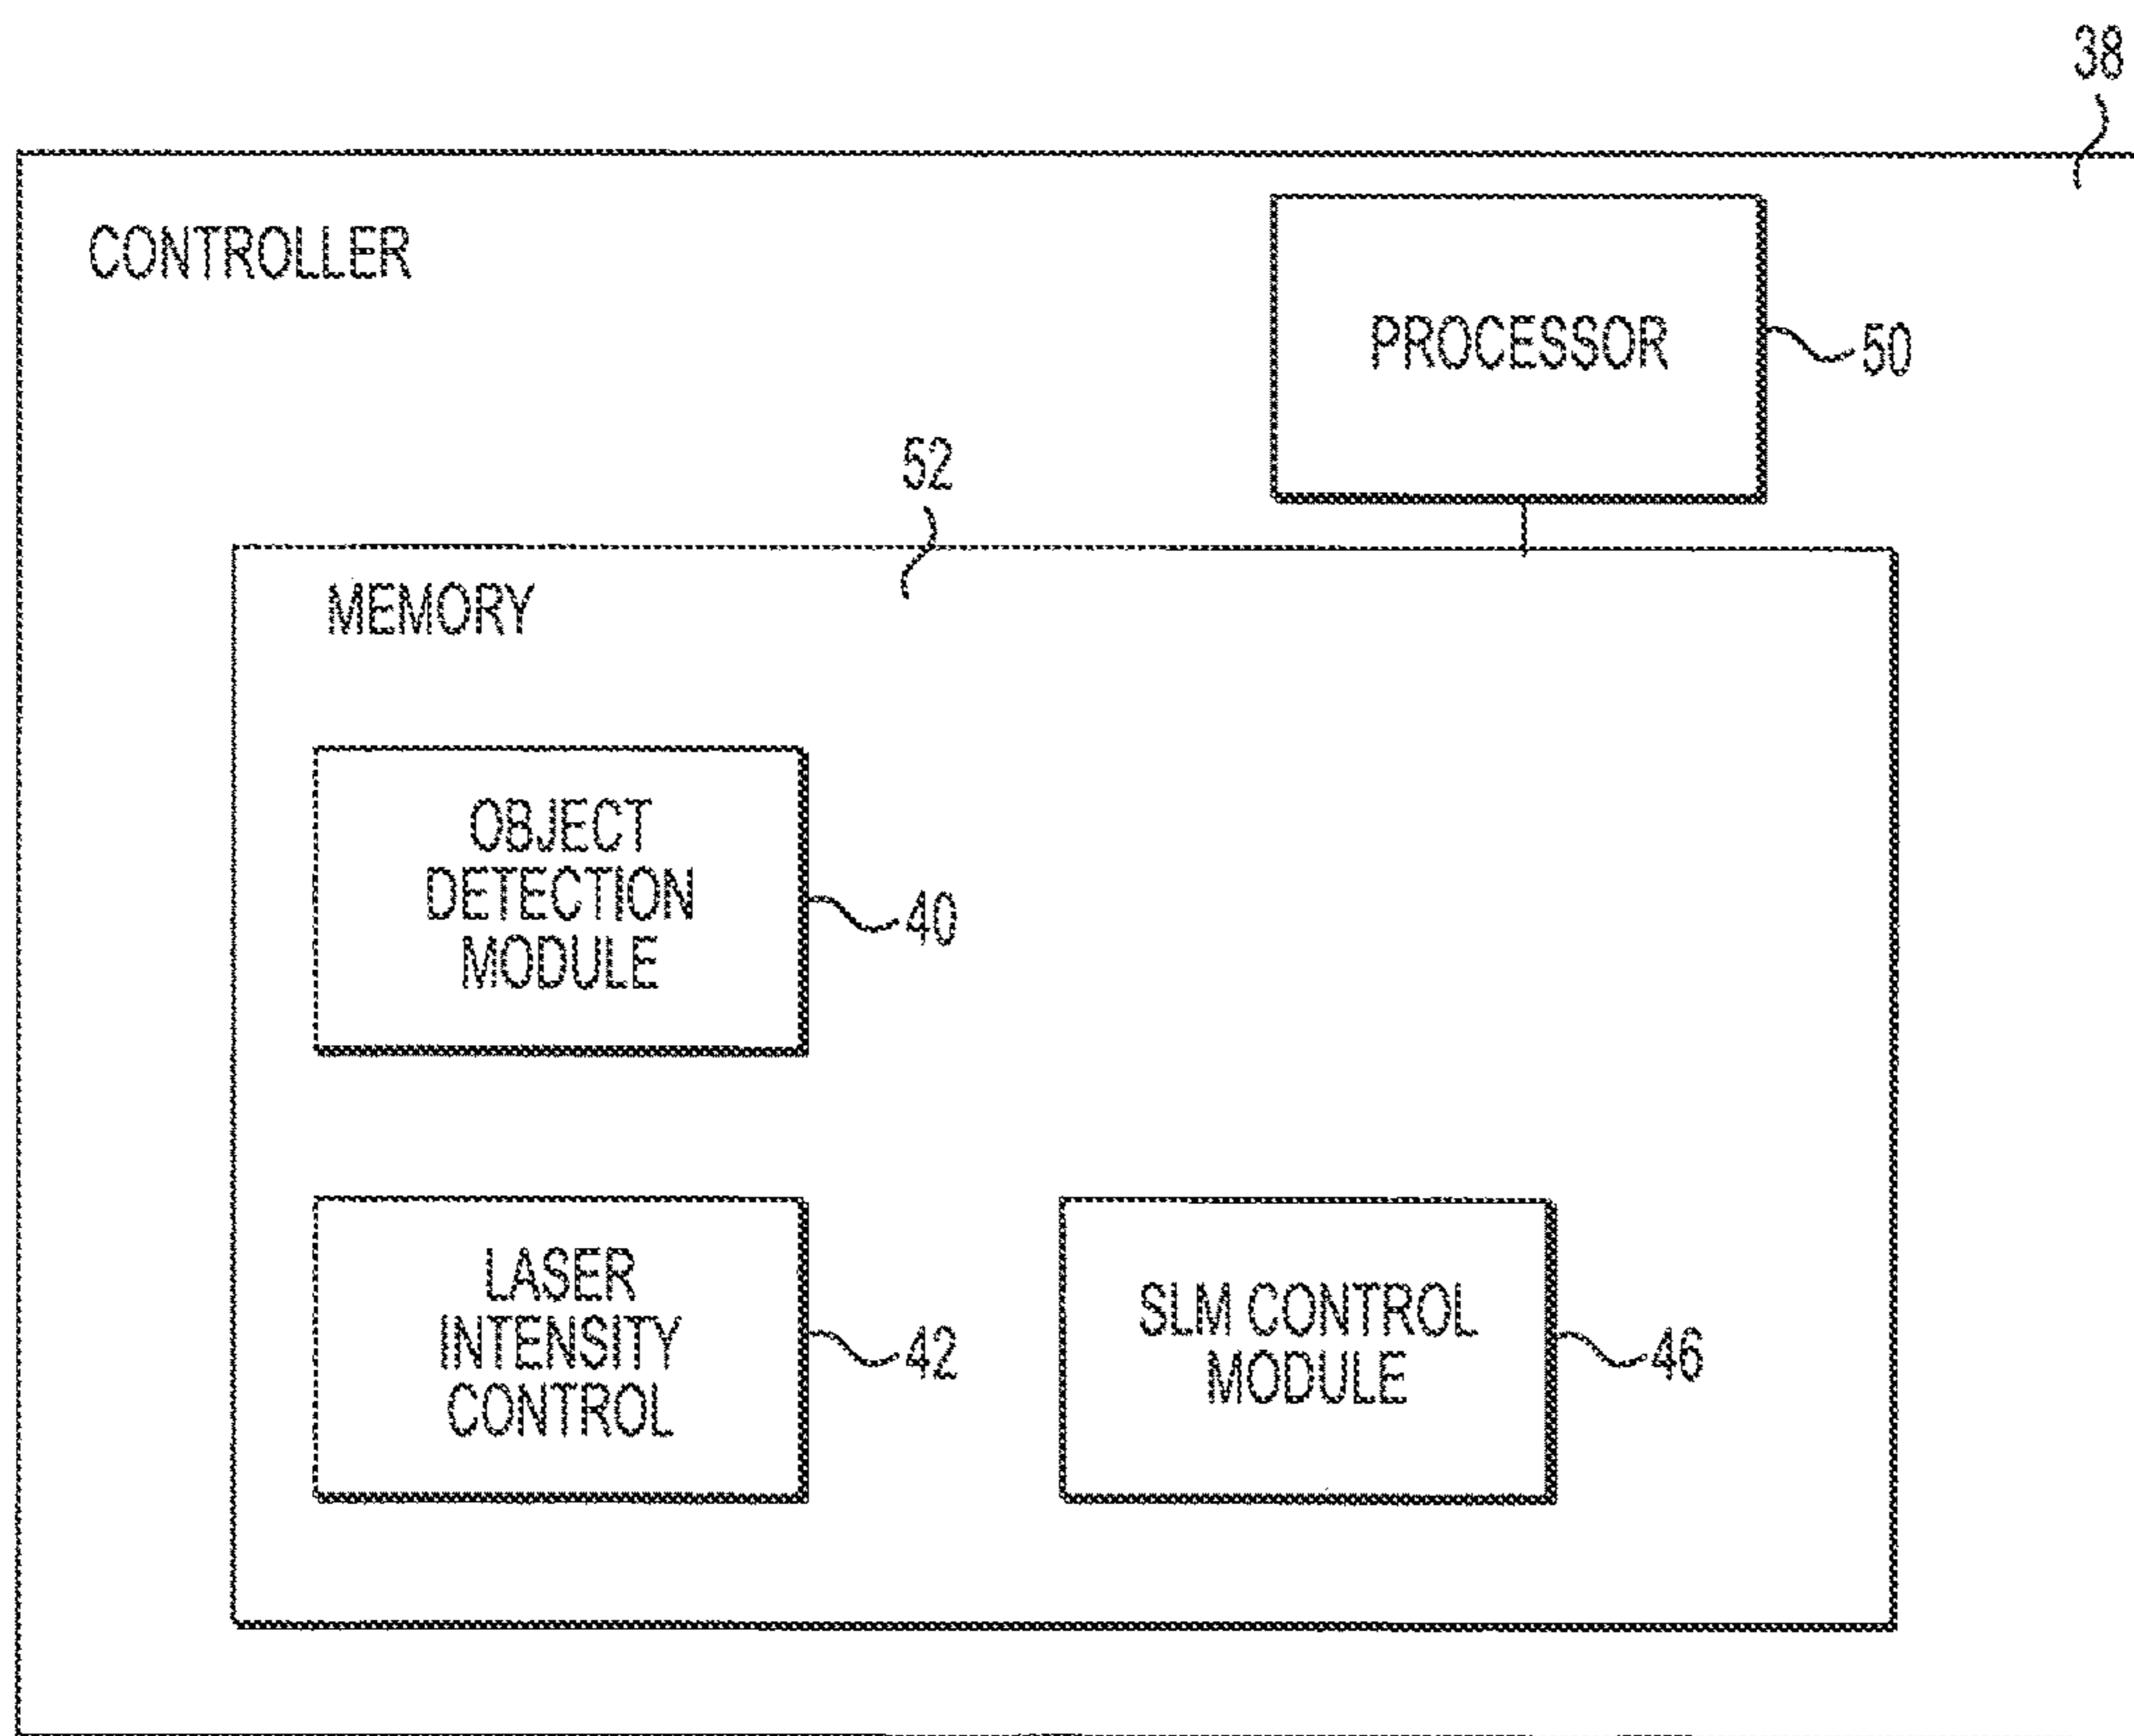 38
CONTROLLER
PROCESSOR
50
52
MEMORY
OBJECT
DETECTION
MODULE
40
LASER
INTENSITY
CONTROL
42
SLM CONTROL
MODULE
46